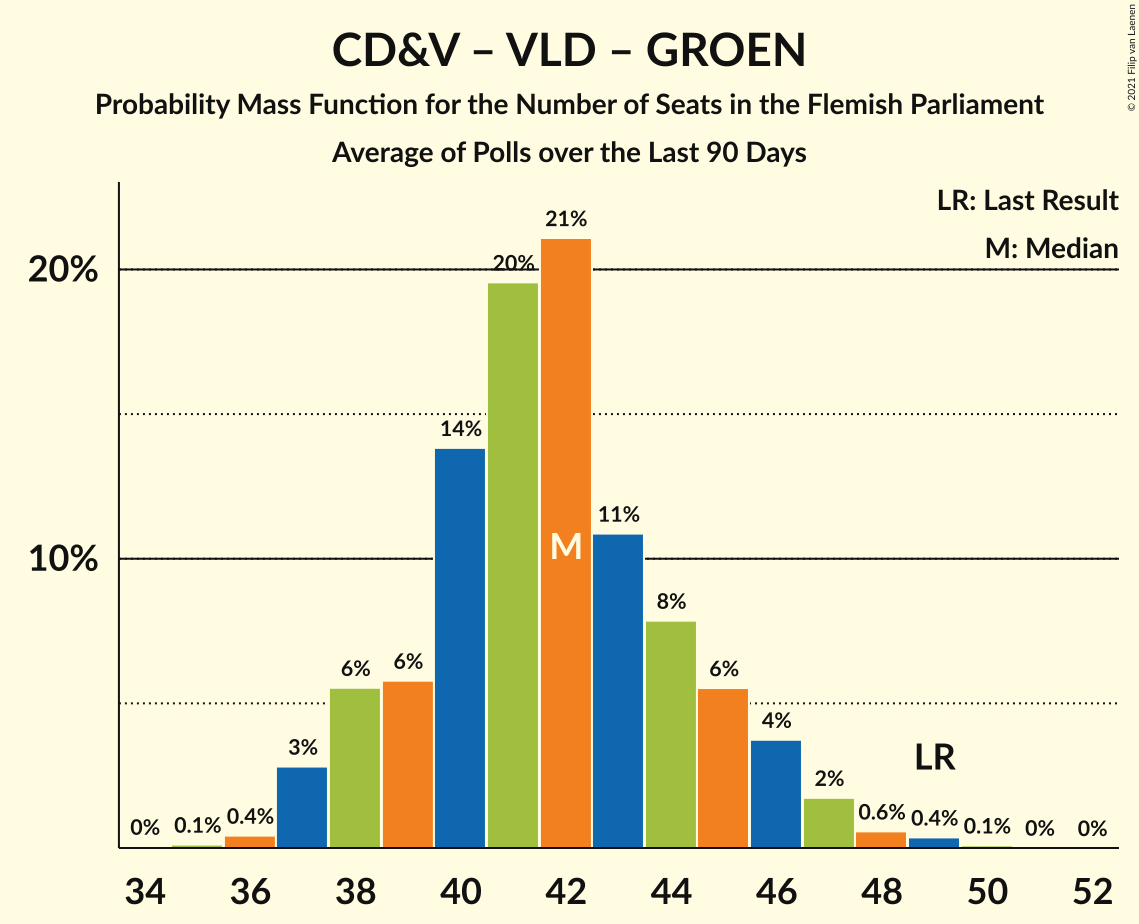 CD&V – VLD – GROEN
Probability Mass Function for the Number of Seats in the Flemish Parliament
Average of Polls over the Last 90 Days
© 2021 Filip van Laenen
LR: Last Result
M: Median
20%
10%
0%
0.1%
0.4%
3%
6%
6%
14%
20%
21%
11%
8%
6%
4%
2%
0.6%
0.4%
0.1%
0%
0%
M
LR
34 36 38 40 42 44 46 48 50 52